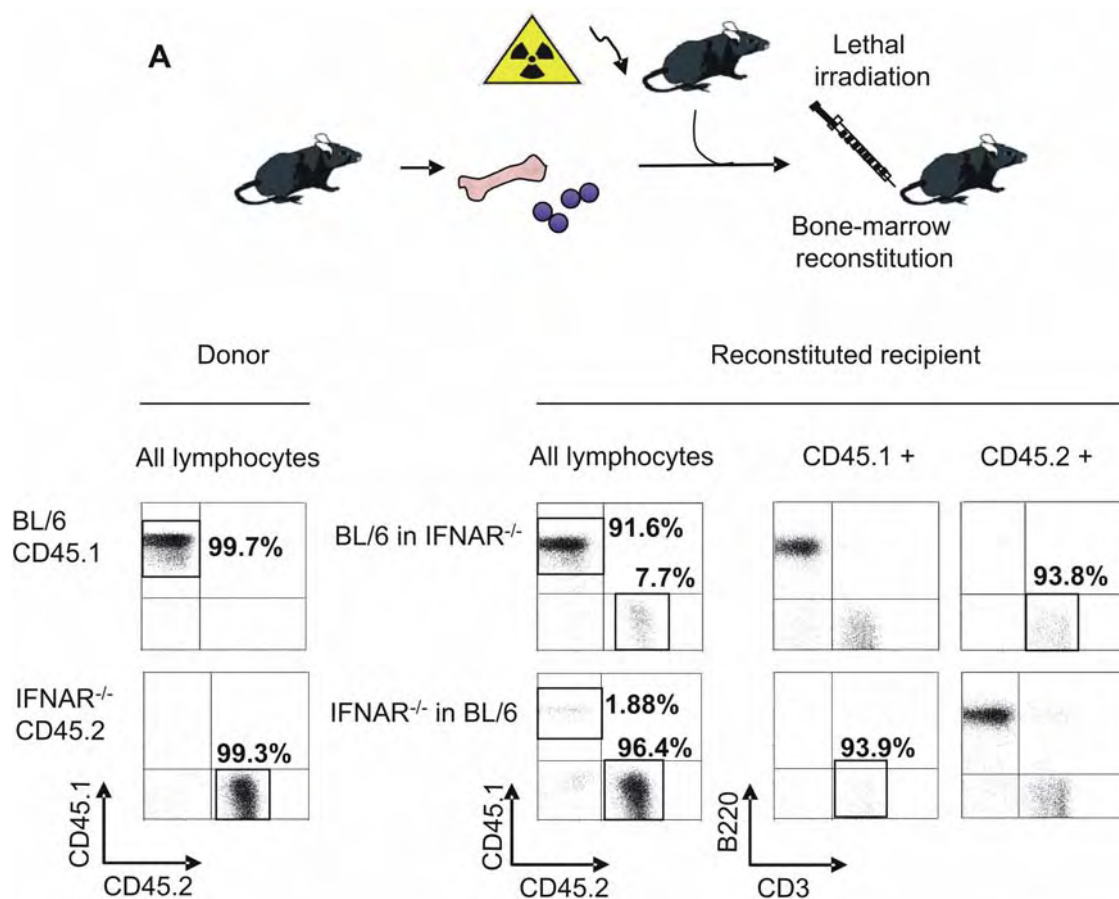 A
Lethal
irradiation
Bone-marrow
reconstitution
Donor
Reconstituted recipient
All lymphocytes
All lymphocytes
CD45.1 +
CD45.2 +
BL/6
CD45.1
99.7%
BL/6 in IFNAR-/-
91.6%
7.7%
93.8%
IFNAR-/-
CD45.2
99.3%
IFNAR-/- in BL/6
1.88%
96.4%
93.9%
CD45.1
CD45.2
CD45.1
CD45.2
B220
CD3